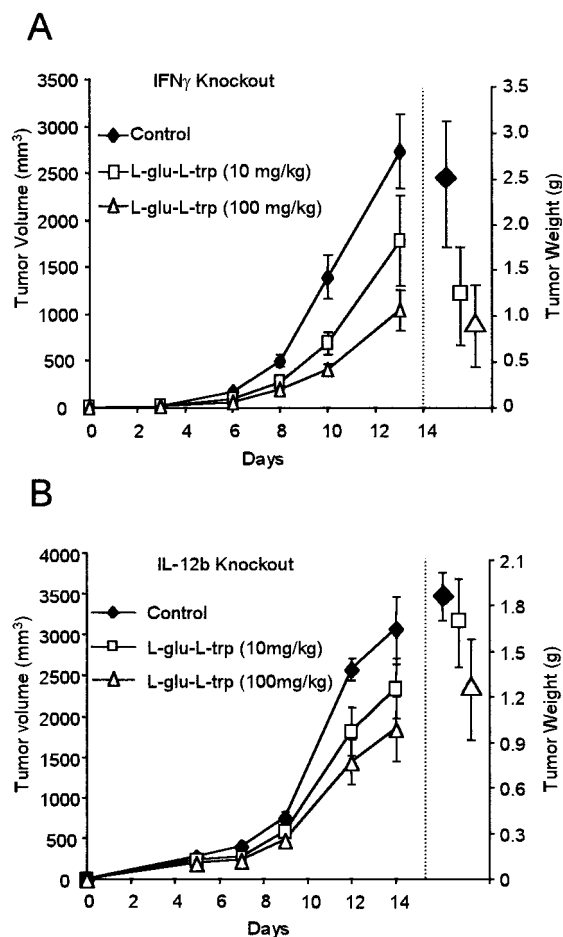 A
IFNγ Knockout
Control
L-glu-L-trp (10 mg/kg)
L-glu-L-trp (100 mg/kg)
Tumor Volume (mm³)
3500
3000
2500
2000
1500
1000
500
0
0 2 4 6 8 10 12 14
Days
3.5
3.0
2.5
2.0
1.5
1.0
0.5
0
Tumor Weight (g)
B
IL-12b Knockout
Control
L-glu-L-trp (10mg/kg)
L-glu-L-trp (100mg/kg)
Tumor volume (mm³)
4000
3500
3000
2500
2000
1500
1000
500
0
0 2 4 6 8 10 12 14
Days
2.1
1.8
1.5
1.2
0.9
0.6
0.3
0
Tumor Weight (g)